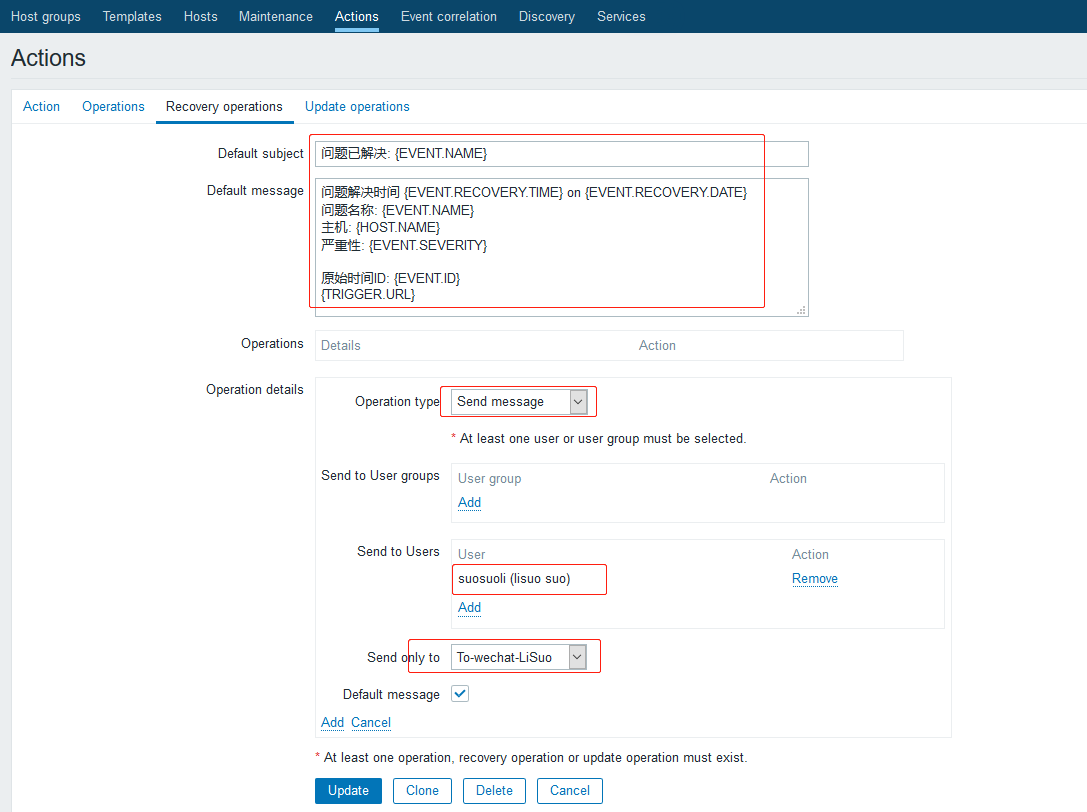 Host groups Templates Hosts Maintenance Actions Event correlation Discovery Services
Actions
Action Operations Recovery operations Update operations
Default subject 问题已解决: {EVENT.NAME}
Default message 问题解决时间 {EVENT.RECOVERY.TIME} on {EVENT.RECOVERY.DATE}
问题名称: {EVENT.NAME}
主机: {HOST.NAME}
严重性: {EVENT.SEVERITY}
原始时间ID: {EVENT.ID}
{TRIGGER.URL}
Operations Details Action
Operation details
Operation type Send message
* At least one user or user group must be selected.
Send to User groups User group Action
Add
Send to Users User Action
suosuoli (lisuo suo) Remove
Add
Send only to To-wechat-LiSuo
Default message
Add Cancel
* At least one operation, recovery operation or update operation must exist.
Update Clone Delete Cancel